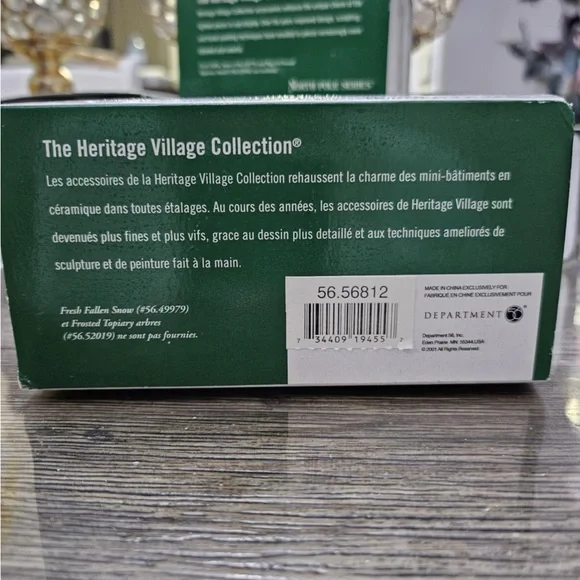 NORTH POLE SERIES
The Heritage Village Collection®
Les accessoires de la Heritage Village Collection rehaussent la charme des mini-bâtiments en
céramique dans toutes étalages. Au cours des années, les accessoires de Heritage Village sont
devenués plus fines et plus vifs, grace au dessin plus detaillé et aux techniques ameliorés de
sculpture et de peinture fait à la main.
Fresh Fallen Snow (#56.49979)
et Frosted Topiary arbres
(#56.52019) ne sont pas fournies.
56.56812
7 34409 19455 2
MADE IN CHINA EXCLUSIVELY FOR:
FABRIQUÉ EN CHINE EXCLUSIVEMENT POUR
DEPARTMENT 56
Department 56, Inc.
Eden Prairie, MN, 55344 USA
© 2001 All Rights Reserved.